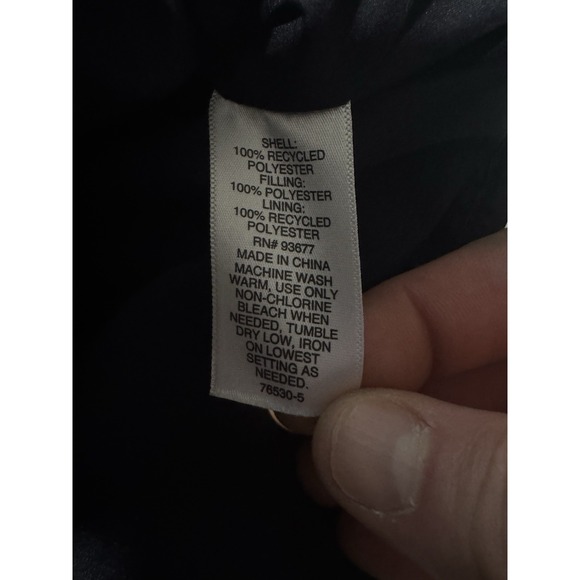 SHELL:
100% RECYCLED
POLYESTER
FILLING:
100% POLYESTER
LINING:
100% RECYCLED
POLYESTER
RN# 93677
MADE IN CHINA
MACHINE WASH
WARM, USE ONLY
NON-CHLORINE
BLEACH WHEN
NEEDED, TUMBLE
DRY LOW, IRON
ON LOWEST
SETTING AS
NEEDED.
76530-5